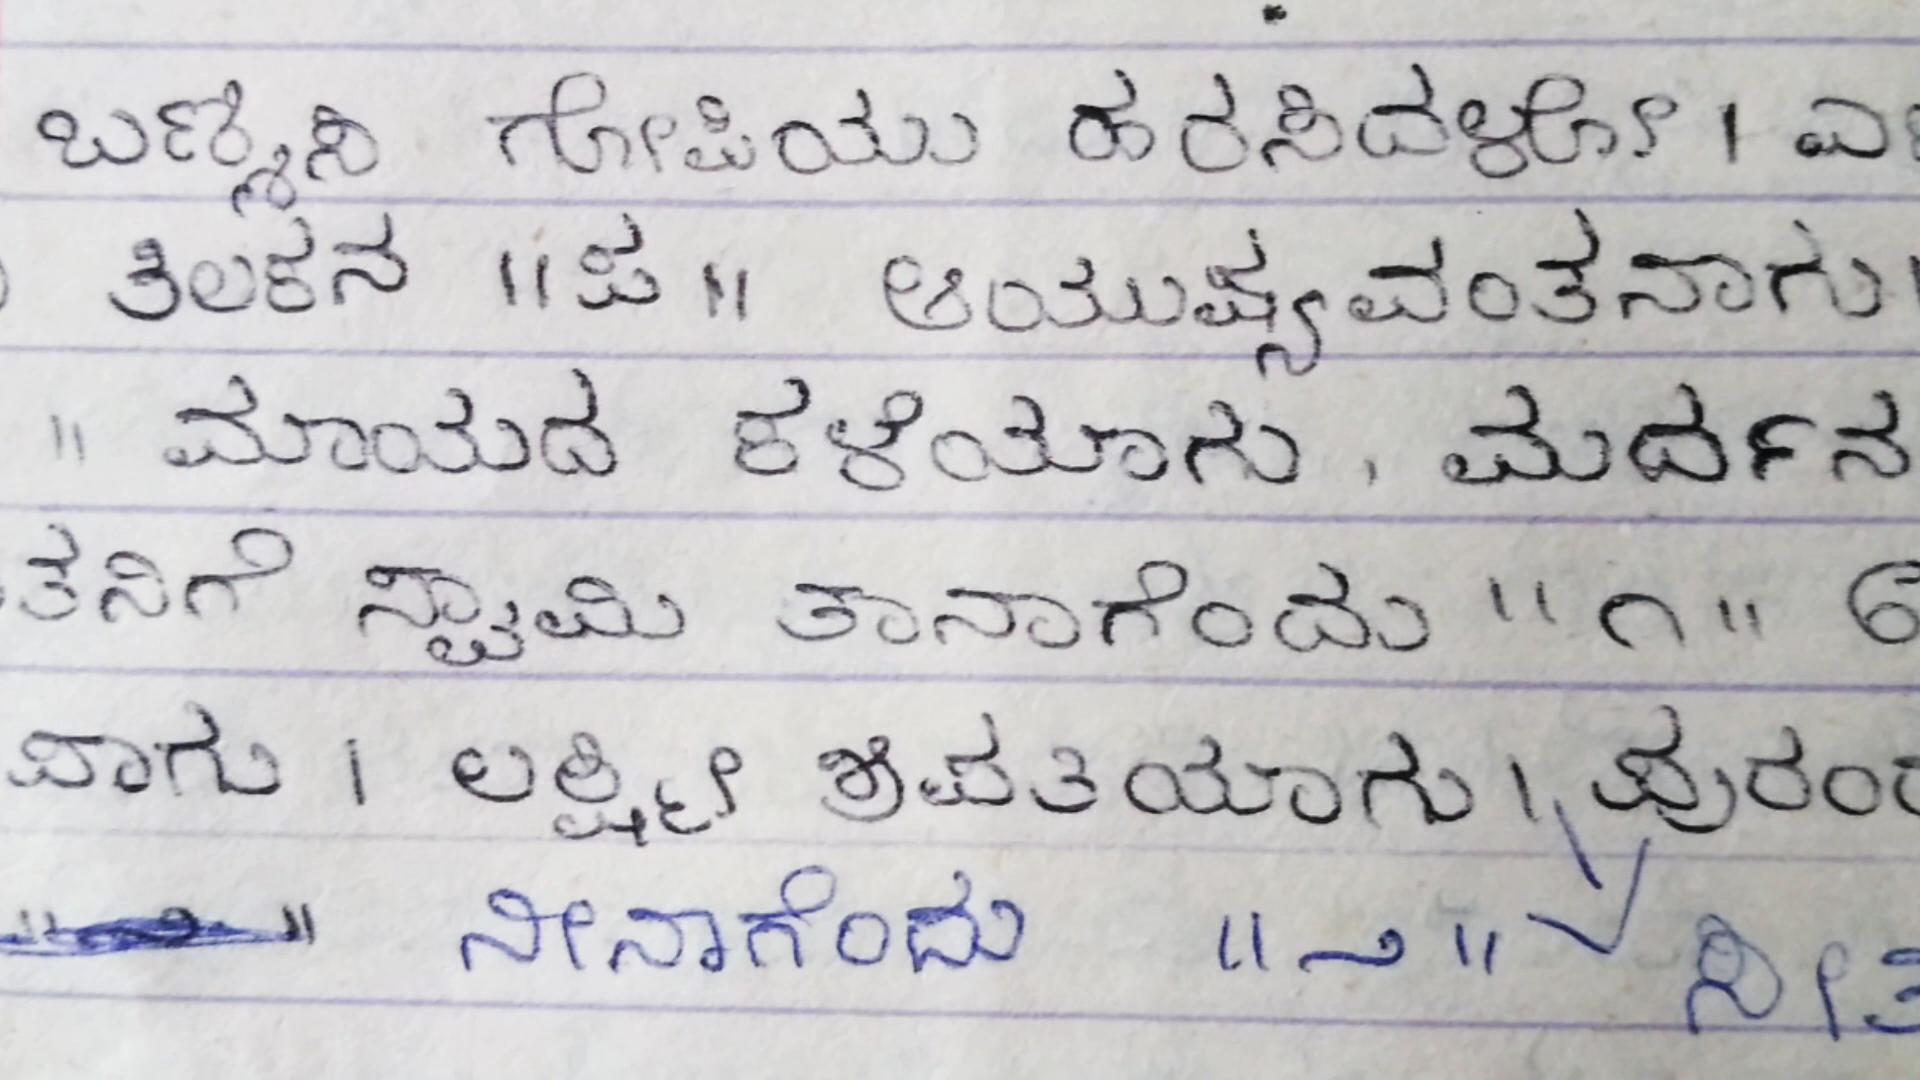 ಬಣ್ಣಿಸಿ ಗೋಪಿಯು ಹರಸಿದಳೋ । ಎ
ತಿಲಕನ ॥ ಪ ॥ ಆಯುಷ್ಯವಂತನಾಗು ।
॥ ಮಾಯದ ಕಳೆಯಾಗು, ಮರ್ದನ
ತನಿಗೆ ಸ್ವಾಮಿ ತಾನಾಗೆಂದು ॥ ೧ ॥
ವಾಗು । ಲಕ್ಷ್ಮೀ ಶ್ರೀಪತಿಯಾಗು । ಪುರಂದ
ನೀನಾಗೆಂದು ॥ ೨ ॥ ಸೀತ